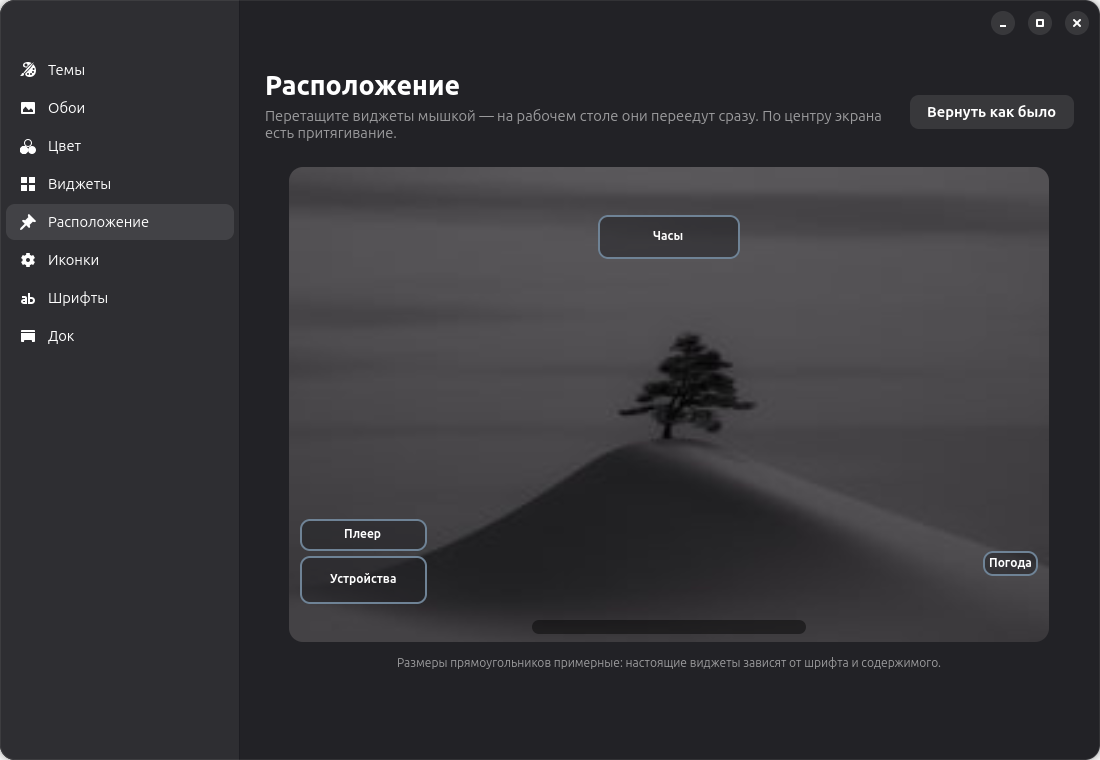 Темы
Обои
Цвет
Виджеты
Расположение
Иконки
ab Шрифты
Док
Расположение
Перетащите виджеты мышкой — на рабочем столе они переедут сразу. По центру экрана
есть притягивание.
Вернуть как было
Часы
Плеер
Устройства
Погода
Размеры прямоугольников примерные: настоящие виджеты зависят от шрифта и содержимого.